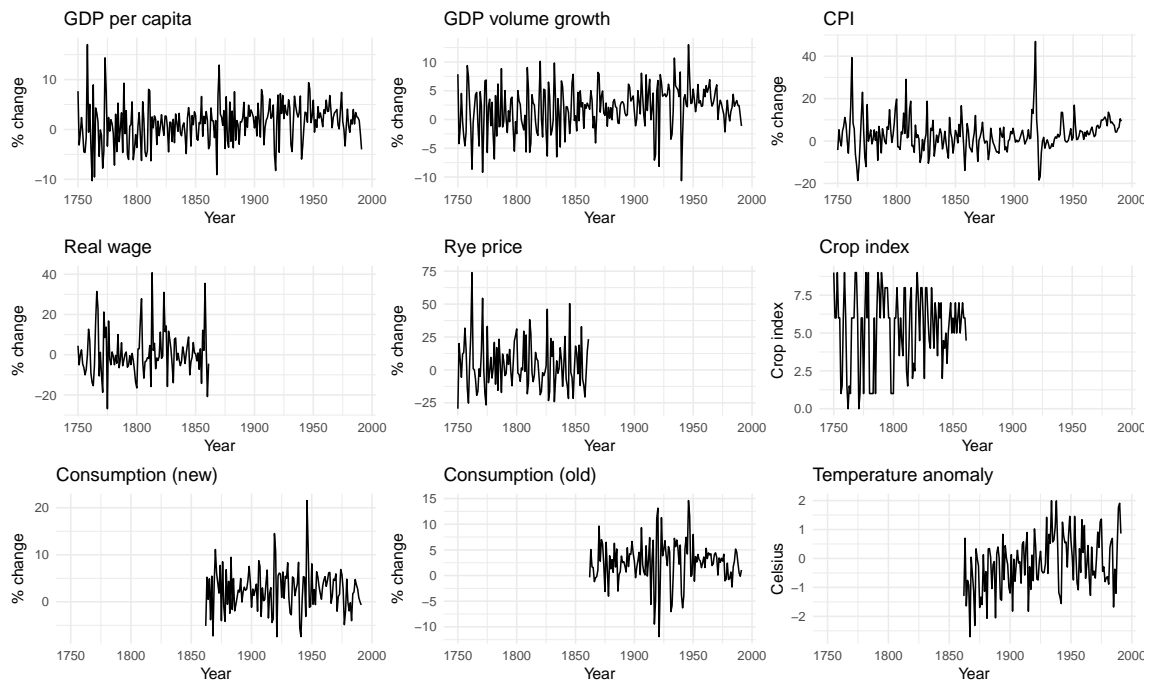 GDP per capita
% change
10
0
−10
1750 1800 1850 1900 1950 2000
Year
GDP volume growth
% change
10
5
0
−5
−10
1750 1800 1850 1900 1950 2000
Year
CPI
% change
40
20
0
−20
1750 1800 1850 1900 1950 200
Year
Real wage
% change
40
20
0
−20
1750 1800 1850 1900 1950 2000
Year
Rye price
% change
75
50
25
0
−25
1750 1800 1850 1900 1950 2000
Year
Crop index
Crop index
7.5
5.0
2.5
0.0
1750 1800 1850 1900 1950 200
Year
Consumption (new)
% change
20
10
0
1750 1800 1850 1900 1950 2000
Year
Consumption (old)
% change
15
10
5
0
−5
−10
1750 1800 1850 1900 1950 2000
Year
Temperature anomaly
Celsius
2
1
0
−1
−2
1750 1800 1850 1900 1950 200
Year